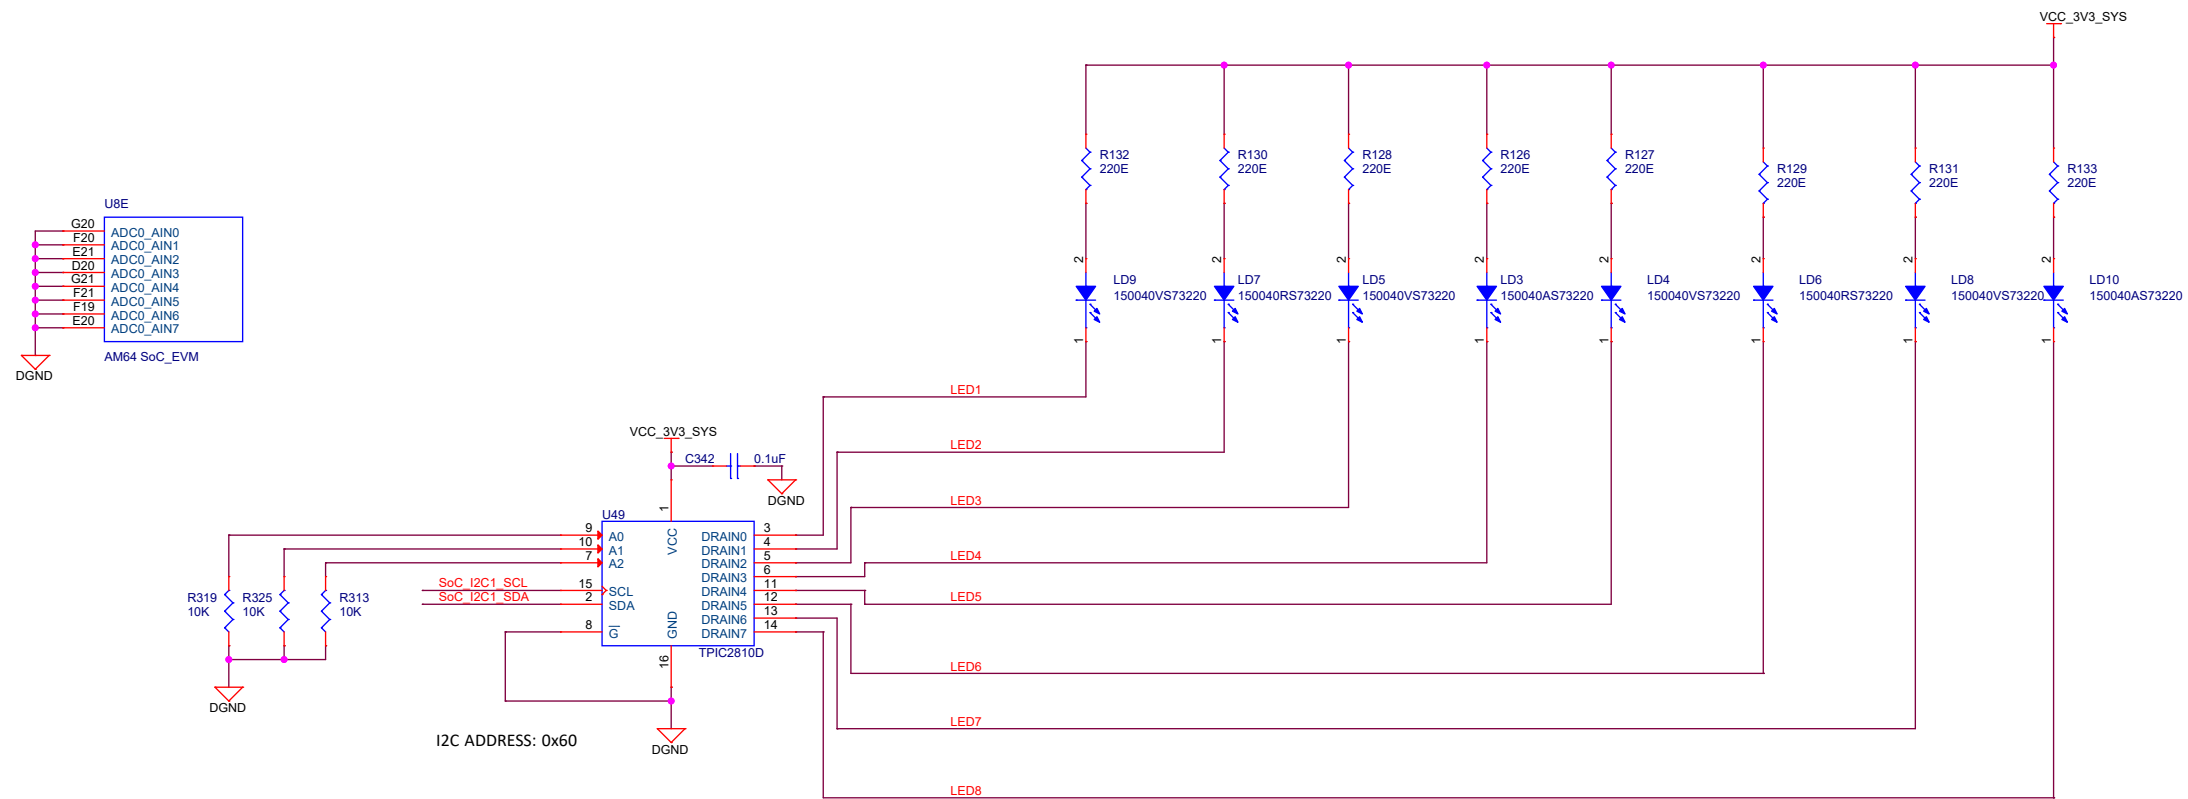 VCC_3V3_SYS
R132
220E
R130
220E
R128
220E
R126
220E
R127
220E
R129
220E
R131
220E
R133
220E
2
2
2
2
2
2
2
2
LD9
150040VS73220
LD7
150040RS73220
LD5
150040VS73220
LD3
150040AS73220
LD4
150040VS73220
LD6
150040RS73220
LD8
150040VS73220
LD10
150040AS73220
1
1
1
1
1
1
1
1
U8E
G20 ADC0_AIN0
F20 ADC0_AIN1
E21 ADC0_AIN2
D20 ADC0_AIN3
G21 ADC0_AIN4
F21 ADC0_AIN5
F19 ADC0_AIN6
E20 ADC0_AIN7
AM64 SoC_EVM
DGND
LED1
LED2
LED3
LED4
LED5
LED6
LED7
LED8
VCC_3V3_SYS
C342 0.1uF
DGND
U49
1
VCC
9 A0
10 A1
7 A2
SoC_I2C1_SCL 15 SCL
SoC_I2C1_SDA 2 SDA
8 G
GND
16
DRAIN0 3
DRAIN1 4
DRAIN2 5
DRAIN3 6
DRAIN4 11
DRAIN5 12
DRAIN6 13
DRAIN7 14
TPIC2810D
R319
10K
R325
10K
R313
10K
DGND
DGND
I2C ADDRESS: 0x60